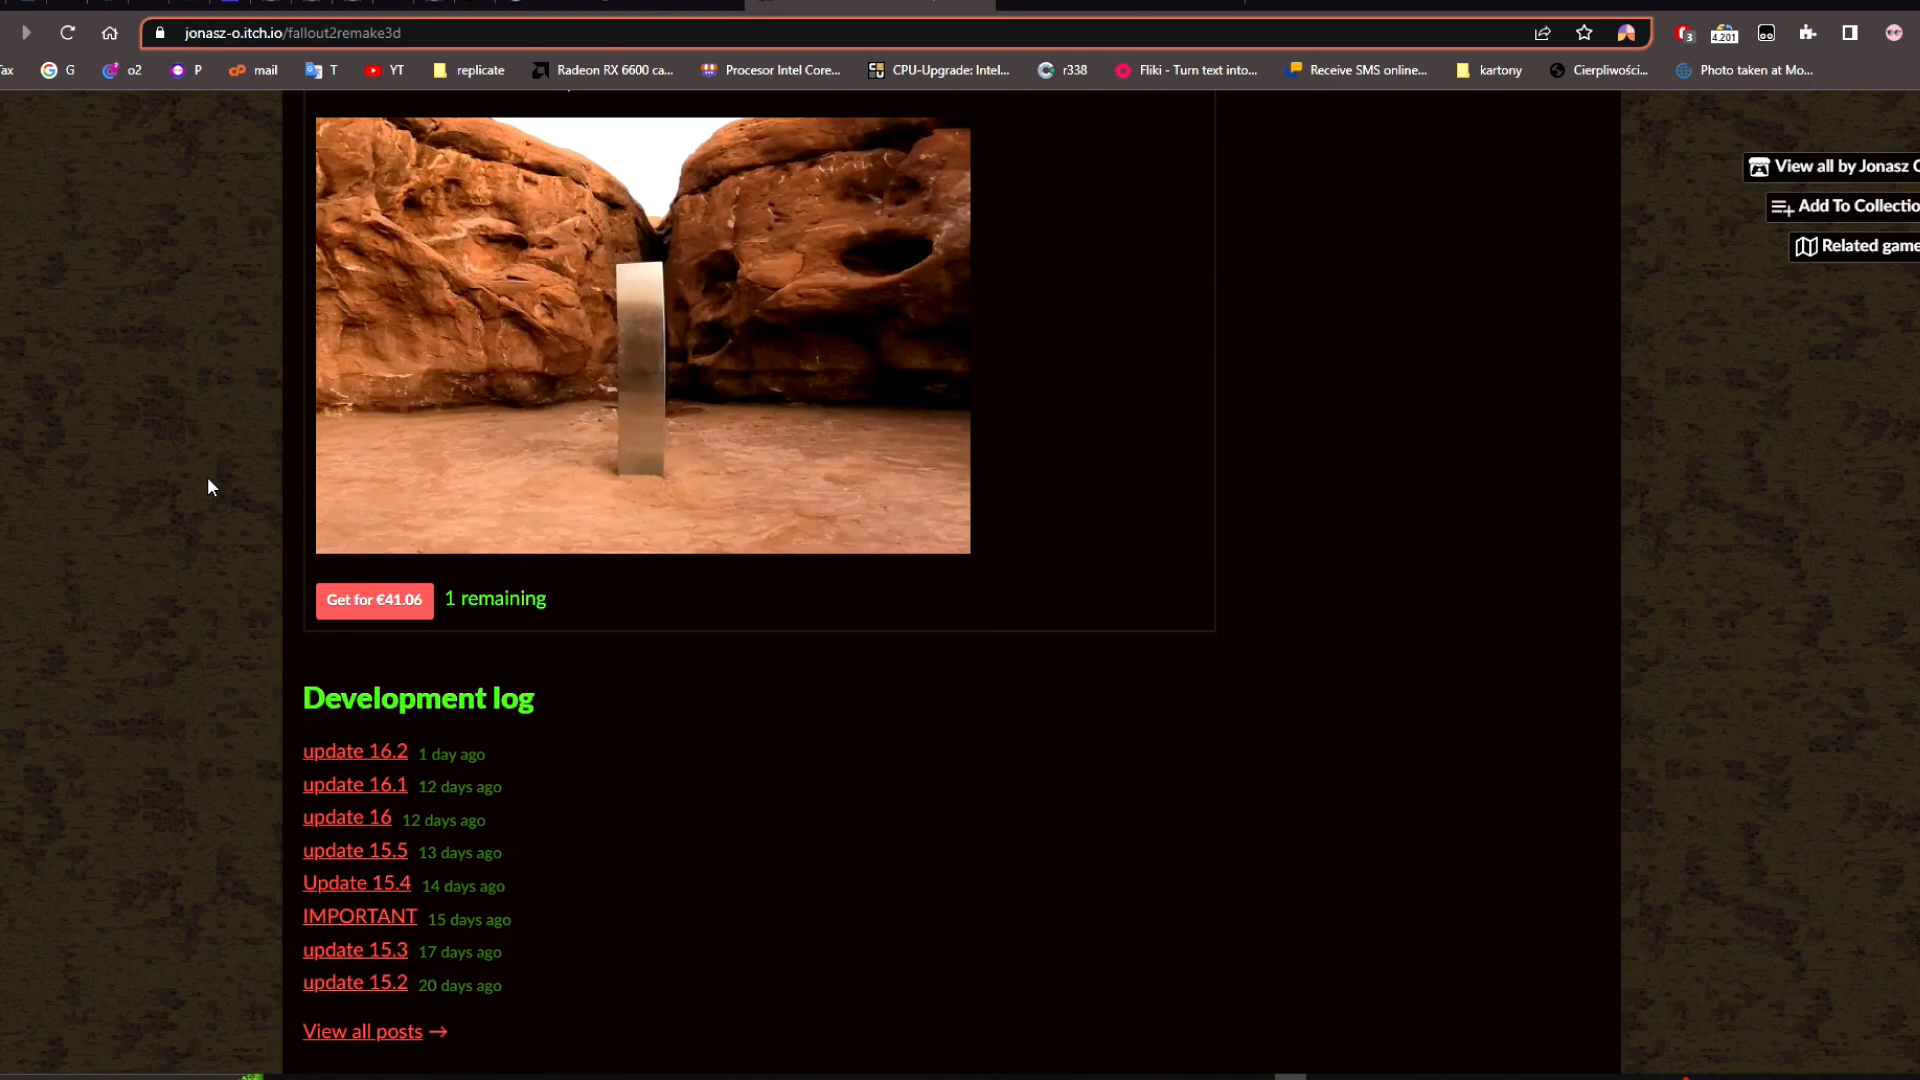 jonasz-o.itch.io/fallout2remake3d
3
4.201
ax
G
o2
P
mail
T
YT
replicate
Radeon RX 6600 ca...
Procesor Intel Core...
CPU-Upgrade: Intel...
r338
Fliki - Turn text into...
Receive SMS online...
kartony
Cierpliwości...
Photo taken at Mo...
View all by Jonasz O
Add To Collectio
Related game
Get for €41.06
1 remaining
Development log
update 16.2 1 day ago
update 16.1 12 days ago
update 16 12 days ago
update 15.5 13 days ago
Update 15.4 14 days ago
IMPORTANT 15 days ago
update 15.3 17 days ago
update 15.2 20 days ago
View all posts →